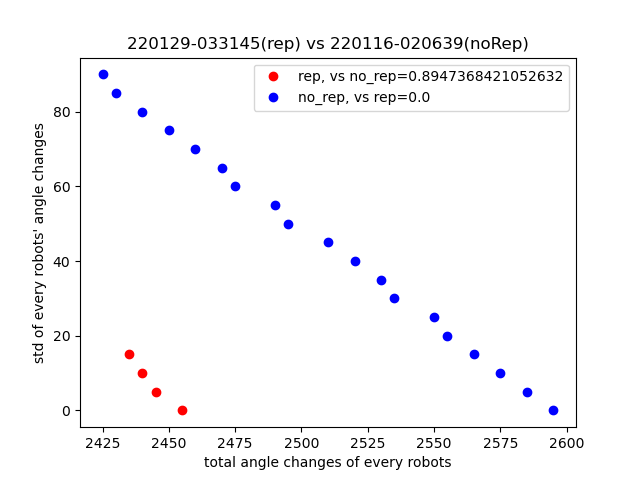 220129-033145(rep) vs 220116-020639(noRep)
rep, vs no_rep=0.8947368421052632
no_rep, vs rep=0.0
std of every robots' angle changes
80
60
40
20
0
2425 2450 2475 2500 2525 2550 2575 2600
total angle changes of every robots